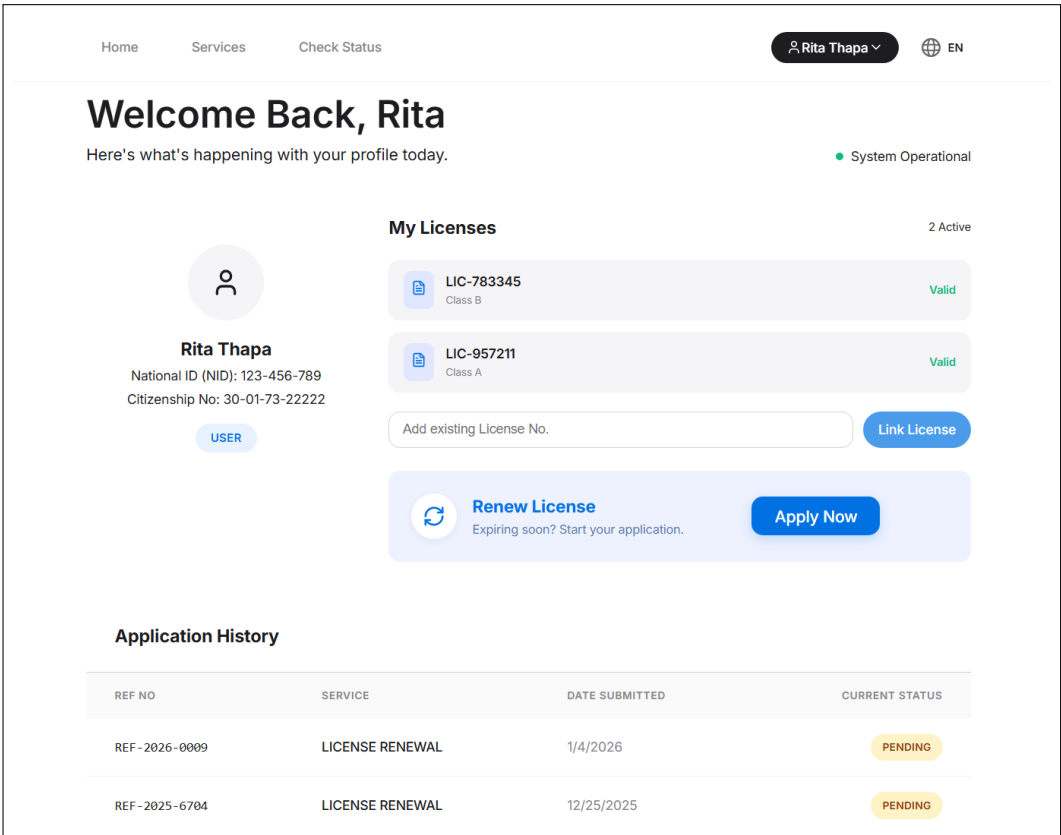 Home Services Check Status Rita Thapa EN
Welcome Back, Rita
Here's what's happening with your profile today.
System Operational
Rita Thapa
National ID (NID): 123-456-789
Citizenship No: 30-01-73-22222
USER
My Licenses 2 Active
LIC-783345
Class B
Valid
LIC-957211
Class A
Valid
Add existing License No. Link License
Renew License
Expiring soon? Start your application.
Apply Now
Application History
REF NO SERVICE DATE SUBMITTED CURRENT STATUS
REF-2026-0009 LICENSE RENEWAL 1/4/2026 PENDING
REF-2025-6704 LICENSE RENEWAL 12/25/2025 PENDING